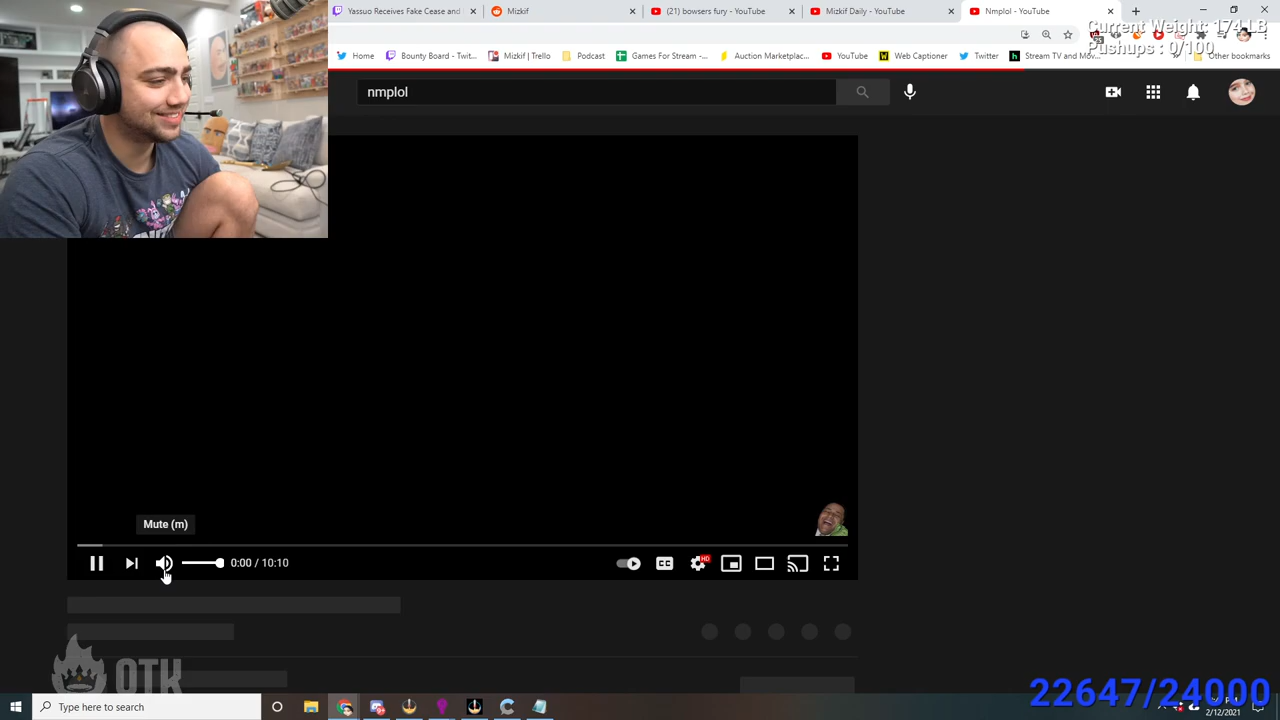 Yassuo Receives Fake Cease and
Mizkif
(21) bowsers fury - YouTube
Mizkif Daily - YouTube
Nmplol - YouTube
Current Weight: 174 LB
Pushups : 0/100
Home
Bounty Board - Twit...
Mizkif | Trello
Podcast
Games For Stream -...
Auction Marketplac...
YouTube
Web Captioner
Twitter
Stream TV and Mov...
Other bookmarks
nmplol
Mute (m)
0:00 / 10:10
CC
HD
OTK
Type here to search
22647/24000
2/12/2021